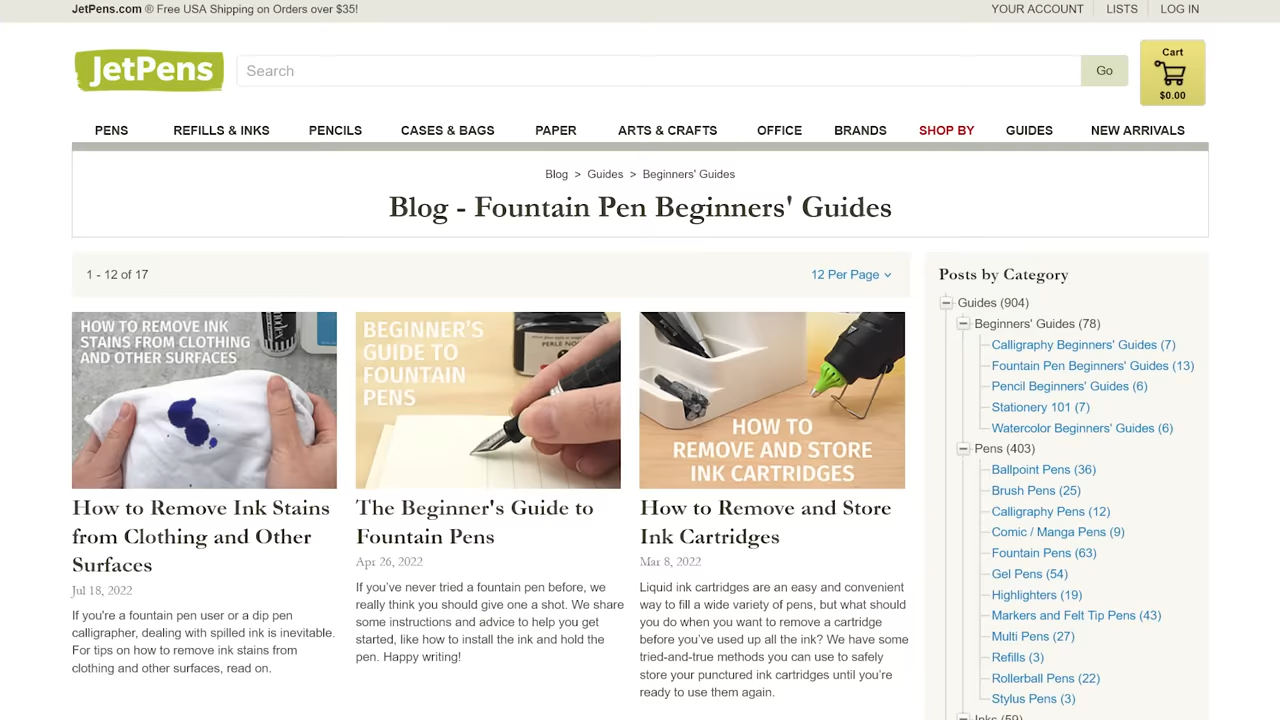 JetPens.com ® Free USA Shipping on Orders over $35!
YOUR ACCOUNT
LISTS
LOG IN
JetPens
Search
Go
Cart
$0.00
PENS
REFILLS & INKS
PENCILS
CASES & BAGS
PAPER
ARTS & CRAFTS
OFFICE
BRANDS
SHOP BY
GUIDES
NEW ARRIVALS
Blog > Guides > Beginners' Guides
Blog - Fountain Pen Beginners' Guides
1 - 12 of 17
12 Per Page
HOW TO REMOVE INK
STAINS FROM CLOTHING
AND OTHER SURFACES
How to Remove Ink Stains
from Clothing and Other
Surfaces
Jul 18, 2022
If you're a fountain pen user or a dip pen
calligrapher, dealing with spilled ink is inevitable.
For tips on how to remove ink stains from
clothing and other surfaces, read on.
BEGINNER'S
GUIDE TO
FOUNTAIN
PENS
The Beginner's Guide to
Fountain Pens
Apr 26, 2022
If you’ve never tried a fountain pen before, we
really think you should give one a shot. We share
some instructions and advice to help you get
started, like how to install the ink and hold the
pen. Happy writing!
HOW TO
REMOVE AND STORE
INK CARTRIDGES
How to Remove and Store
Ink Cartridges
Mar 8, 2022
Liquid ink cartridges are an easy and convenient
way to fill a wide variety of pens, but what should
you do when you want to remove a cartridge
before you’ve used up all the ink? We have some
tried-and-true methods you can use to safely
store your punctured ink cartridges until you’re
ready to use them again.
Posts by Category
Guides (904)
Beginners' Guides (78)
Calligraphy Beginners' Guides (7)
Fountain Pen Beginners' Guides (13)
Pencil Beginners' Guides (6)
Stationery 101 (7)
Watercolor Beginners' Guides (6)
Pens (403)
Ballpoint Pens (36)
Brush Pens (25)
Calligraphy Pens (12)
Comic / Manga Pens (9)
Fountain Pens (63)
Gel Pens (54)
Highlighters (19)
Markers and Felt Tip Pens (43)
Multi Pens (27)
Refills (3)
Rollerball Pens (22)
Stylus Pens (3)
Inks (59)